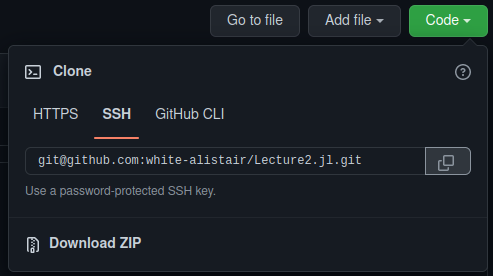 Go to file Add file Code
Clone
HTTPS SSH GitHub CLI
git@github.com:white-alistair/Lecture2.jl.git
Use a password-protected SSH key.
Download ZIP